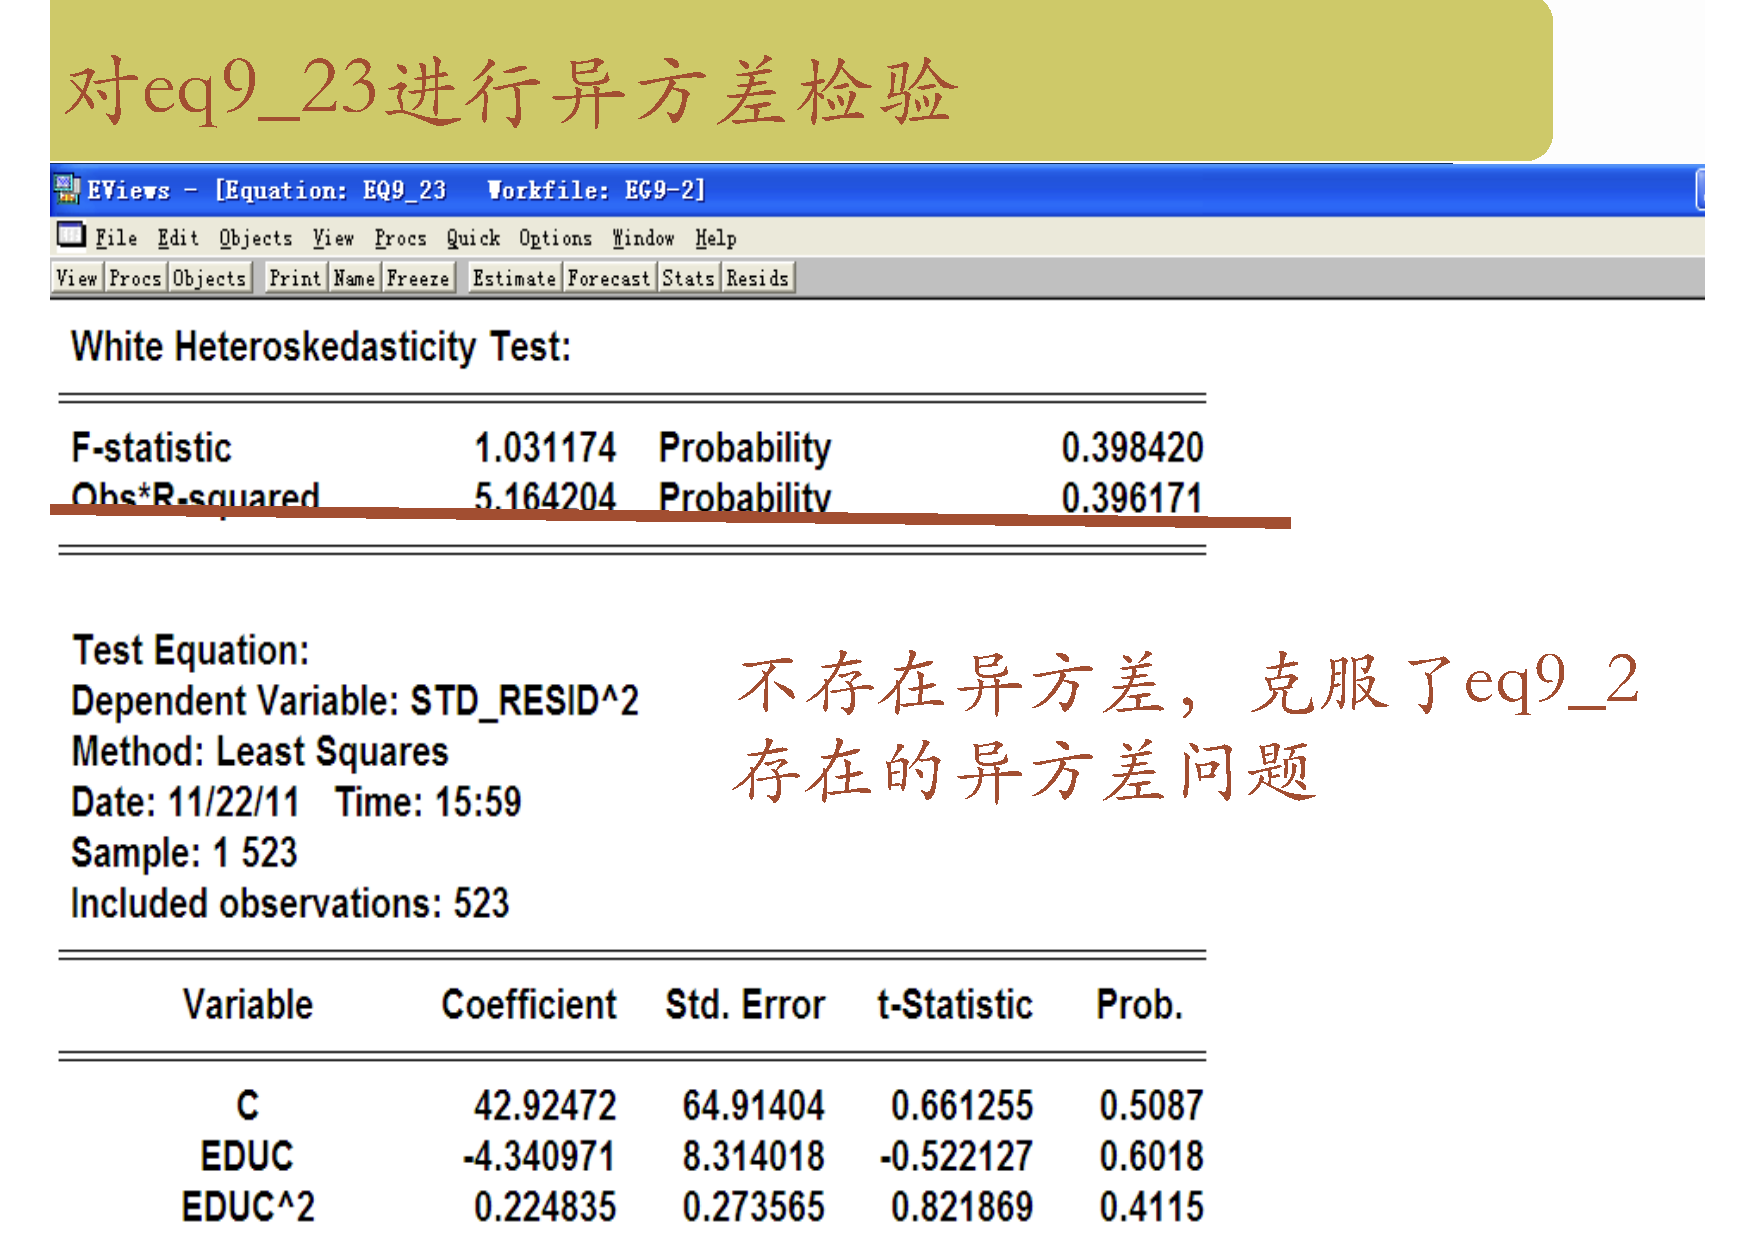 对eq9_23进行异方差检验
EViews - [Equation: EQ9_23 Workfile: EG9-2]
File Edit Objects View Procs Quick Options Window Help
View Procs Objects Print Name Freeze Estimate Forecast Stats Resids
White Heteroskedasticity Test:
F-statistic 1.031174 Probability 0.398420
Obs*R-squared 5.164204 Probability 0.396171
Test Equation:
Dependent Variable: STD_RESID^2
Method: Least Squares
Date: 11/22/11 Time: 15:59
Sample: 1 523
Included observations: 523
不存在异方差，克服了eq9_2
存在的异方差问题
Variable Coefficient Std. Error t-Statistic Prob.
C 42.92472 64.91404 0.661255 0.5087
EDUC -4.340971 8.314018 -0.522127 0.6018
EDUC^2 0.224835 0.273565 0.821869 0.4115